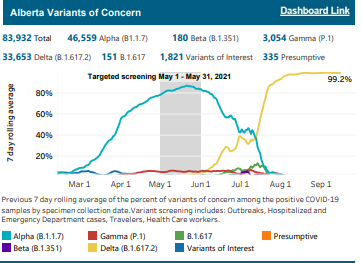 Alberta Variants of Concern
Dashboard Link
83,932 Total 46,559 Alpha (B1.1.7) 180 Beta (B.1.351) 3,054 Gamma (P.1)
33,653 Delta (B.1.617.2) 151 B.1.617 1,821 Variants of Interest 335 Presumptive
Targeted screening May 1 - May 31, 2021
99.2%
7 day rolling average
80%
60%
40%
20%
Mar 1 Apr 1 May 1 Jun 1 Jul 1 Aug 1 Sep 1
Previous 7 day rolling average of the percent of variants of concern among the positive COVID-19
samples by specimen collection date.Variant screening includes: Outbreaks, Hospitalized and
Emergency Department cases, Travelers, Health Care workers.
Alpha (B.1.1.7) Gamma (P.1) B.1.617 Presumptive
Beta (B.1.351) Delta (B.1.617.2) Variants of Interest